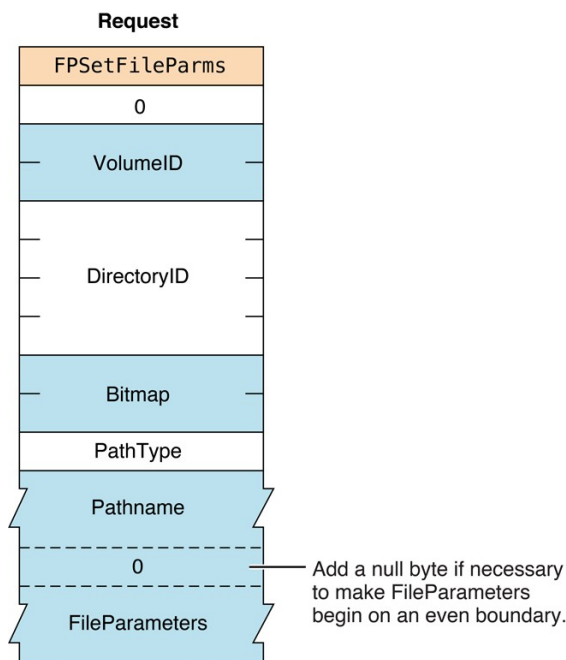 Request
FPSetFileParms
0
VolumeID
DirectoryID
Bitmap
PathType
Pathname
0
Add a null byte if necessary
to make FileParameters
begin on an even boundary.
FileParameters